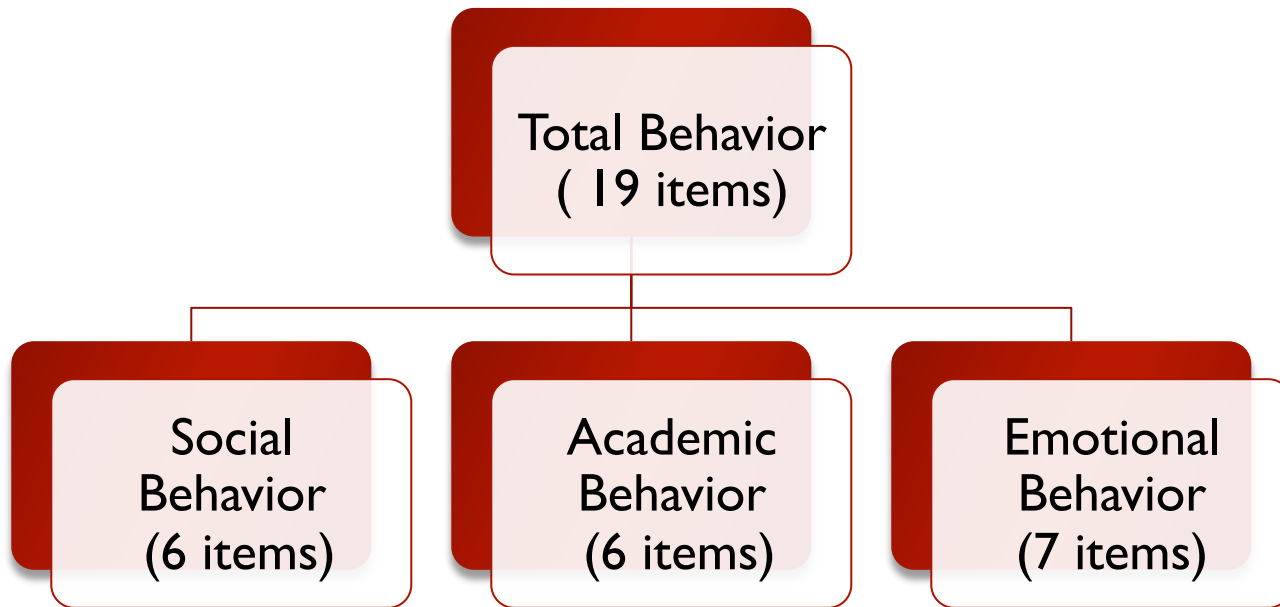 Total Behavior
( 19 items)
Social
Behavior
(6 items)
Academic
Behavior
(6 items)
Emotional
Behavior
(7 items)